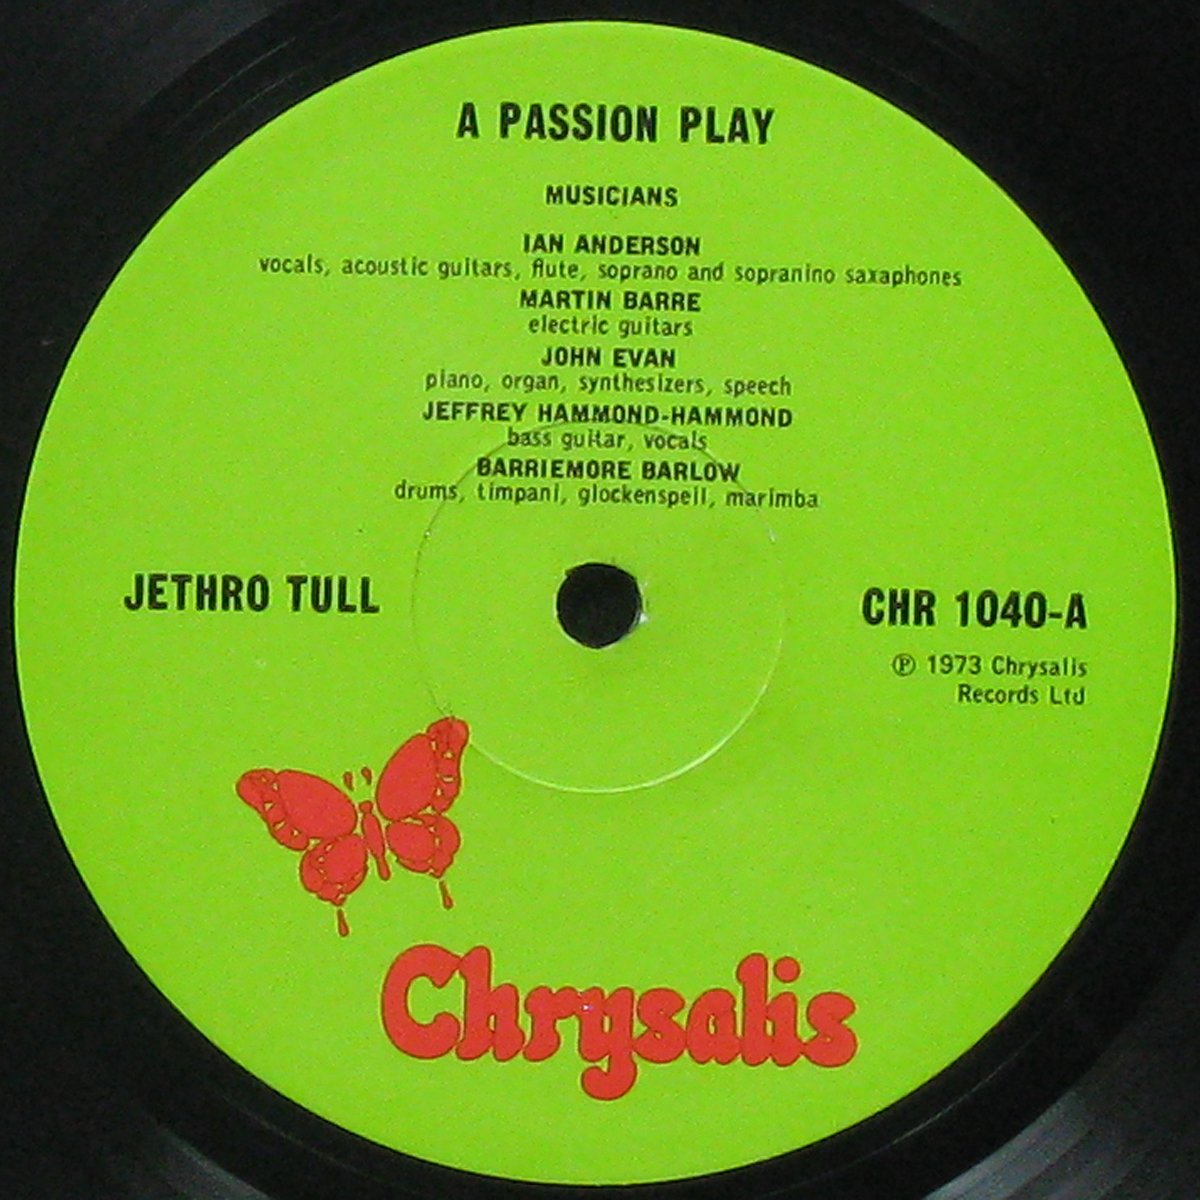 A PASSION PLAY
MUSICIANS
IAN ANDERSON
vocals, acoustic guitars, flute, soprano and sopranino saxaphones
MARTIN BARRE
electric guitars
JOHN EVAN
piano, organ, synthesizers, speech
JEFFREY HAMMOND-HAMMOND
bass guitar, vocals
BARRIEMORE BARLOW
drums, timpani, glockenspeil, marimba
JETHRO TULL
CHR 1040-A
℗ 1973 Chrysalis
Records Ltd
Chrysalis